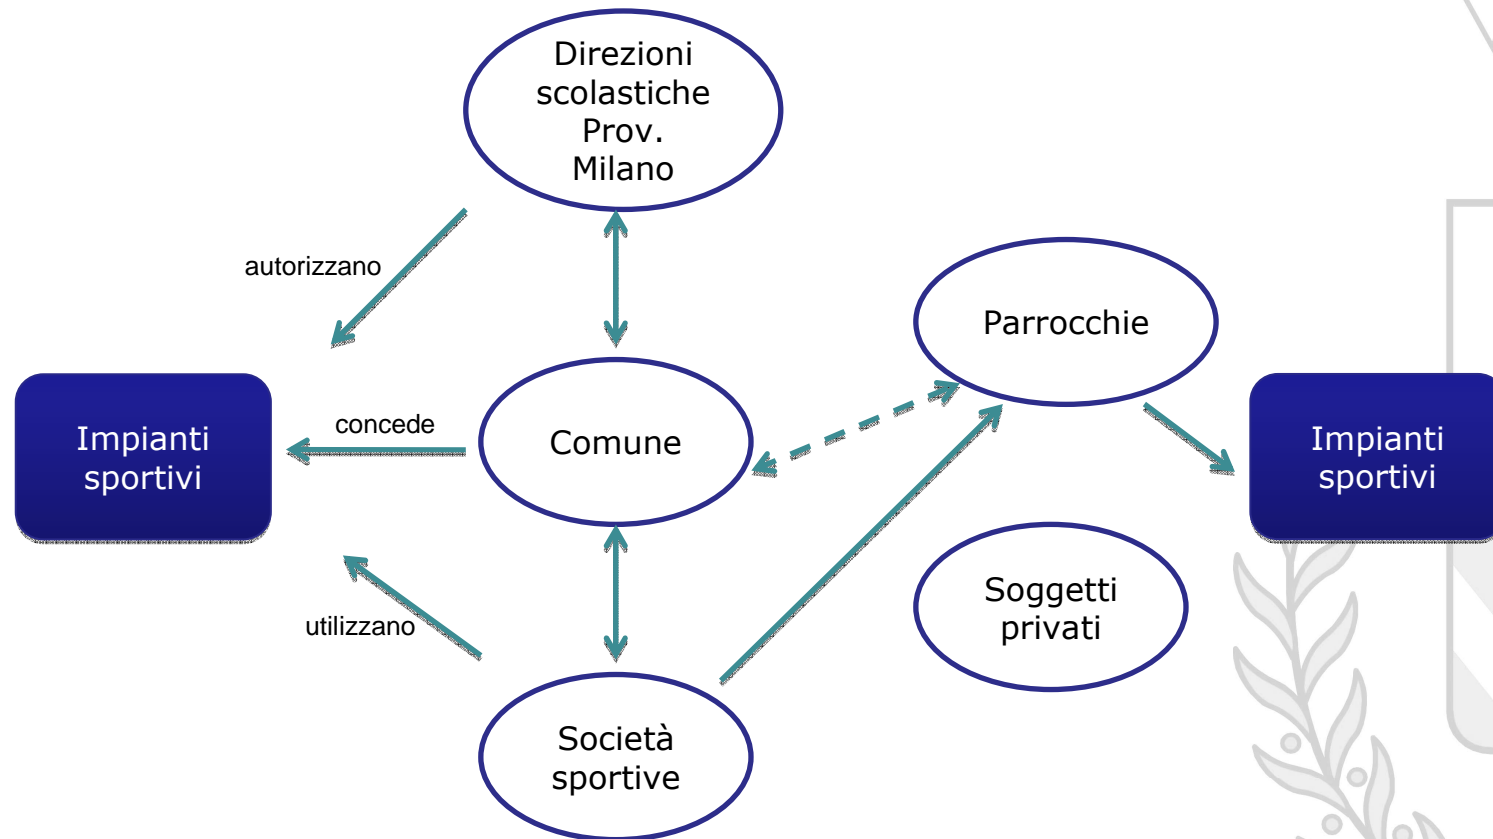 Direzioni
scolastiche
Prov.
Milano
autorizzano
Parrocchie
Impianti
sportivi
concede
Comune
Impianti
sportivi
utilizzano
Soggetti
privati
Società
sportive